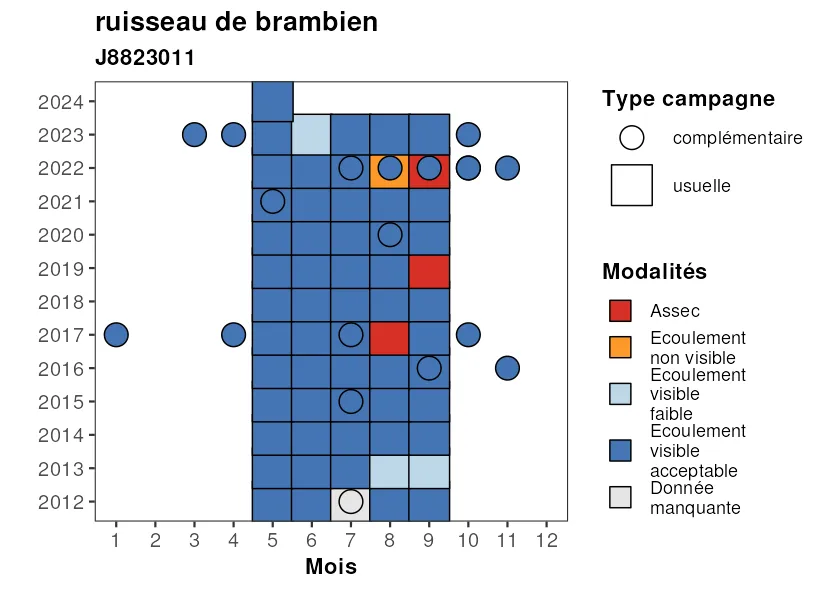 ruisseau de brambien
J8823011
2024
2023
2022
2021
2020
2019
2018
2017
2016
2015
2014
2013
2012
1 2 3 4 5 6 7 8 9 10 11 12
Mois
Type campagne
complémentaire
usuelle
Modalités
Assec
Ecoulement
non visible
Ecoulement
visible
faible
Ecoulement
visible
acceptable
Donnée
manquante